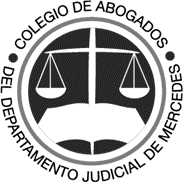 COLEGIO DE ABOGADOS
DEL DEPARTAMENTO JUDICIAL DE MERCEDES